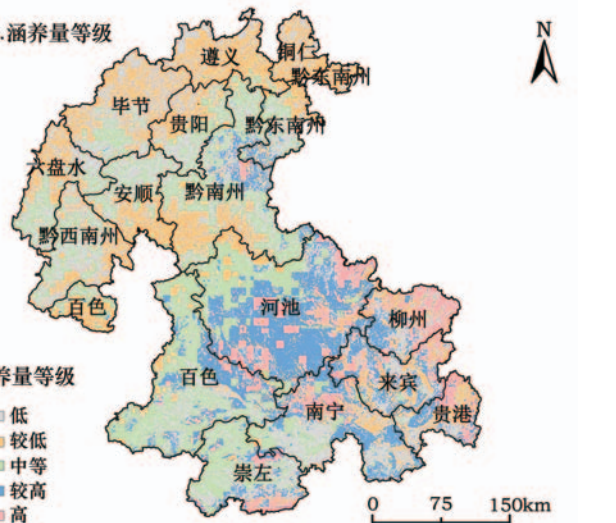 .涵养量等级
N
遵义
铜仁
黔东南州
毕节
贵阳
黔东南州
六盘水
安顺
黔南州
黔西南州
百色
河池
柳州
百色
来宾
南宁
贵港
崇左
养量等级
低
较低
中等
较高
高
0 75 150km